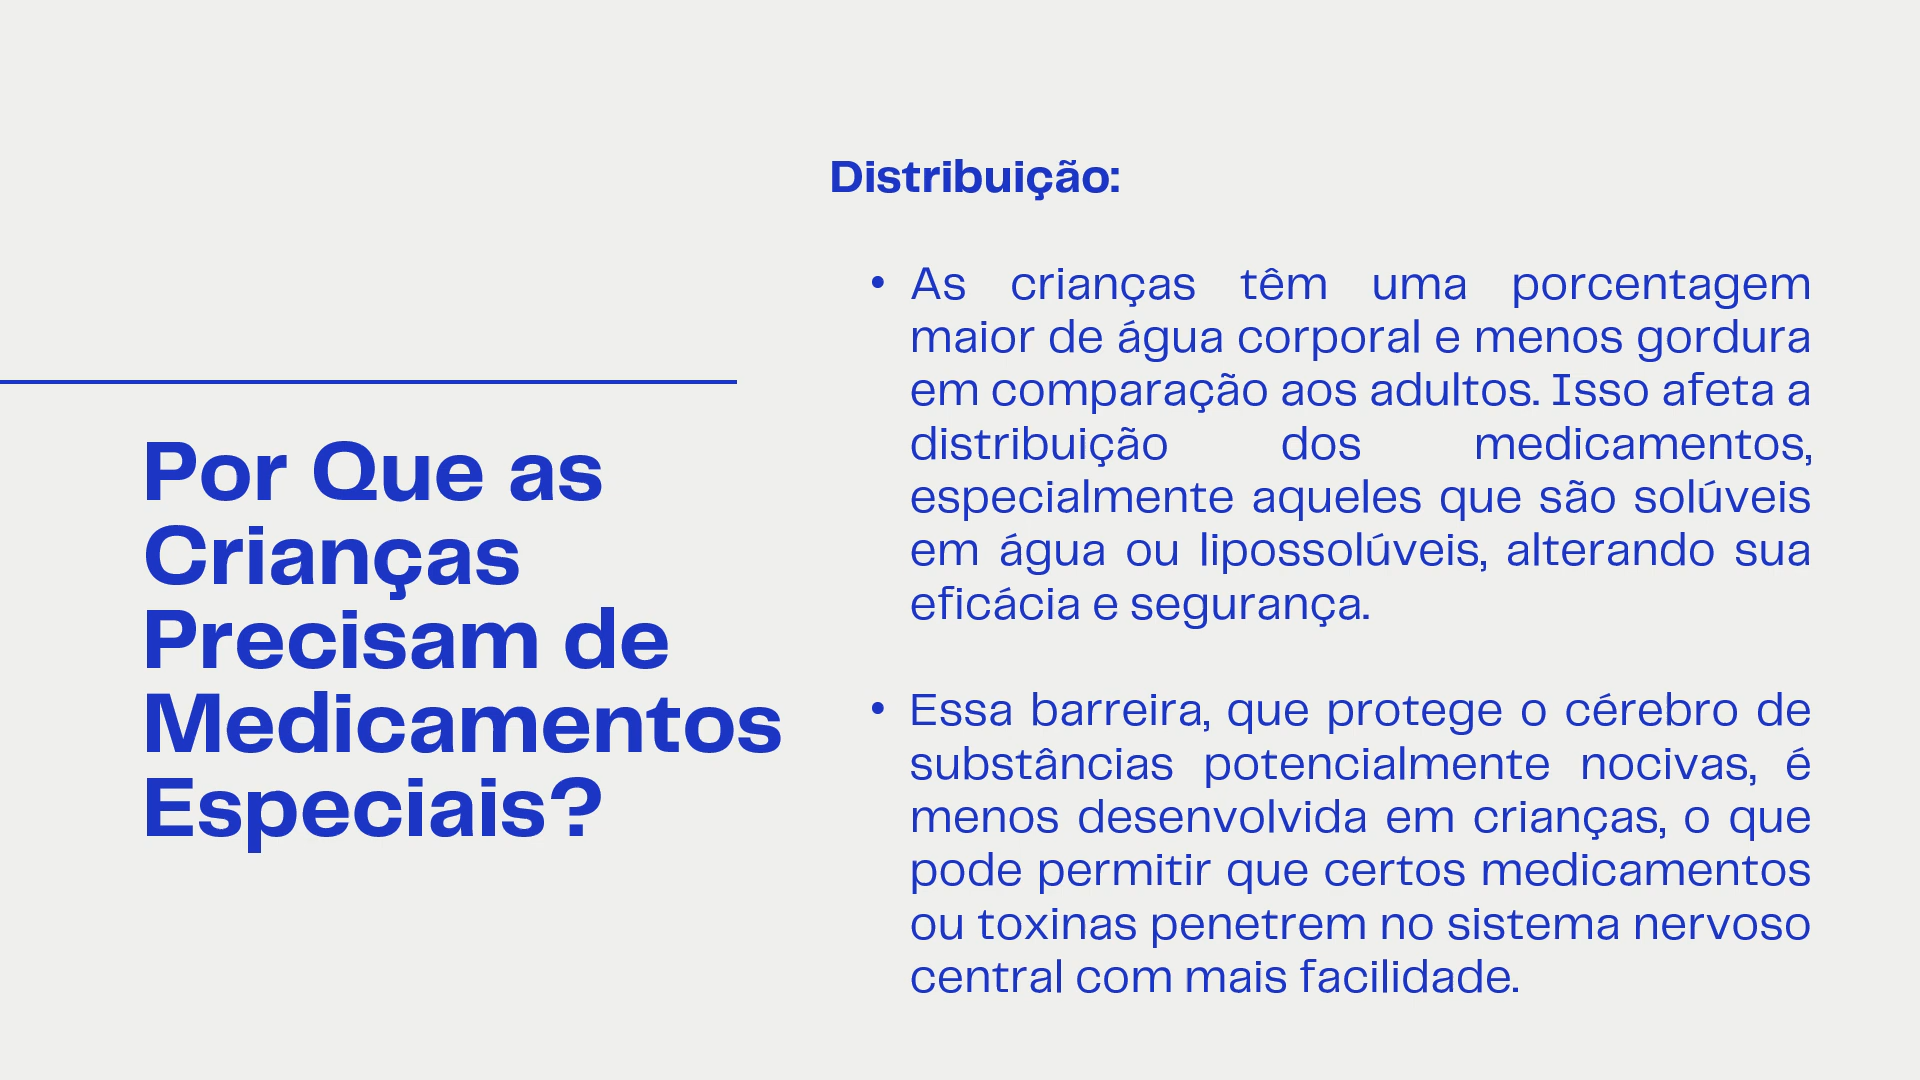 Por Que as
Crianças
Precisam de
Medicamentos
Especiais?
Distribuição:
• As crianças têm uma porcentagem
maior de água corporal e menos gordura
em comparação aos adultos. Isso afeta a
distribuição dos medicamentos,
especialmente aqueles que são solúveis
em água ou lipossolúveis, alterando sua
eficácia e segurança.
• Essa barreira, que protege o cérebro de
substâncias potencialmente nocivas, é
menos desenvolvida em crianças, o que
pode permitir que certos medicamentos
ou toxinas penetrem no sistema nervoso
central com mais facilidade.